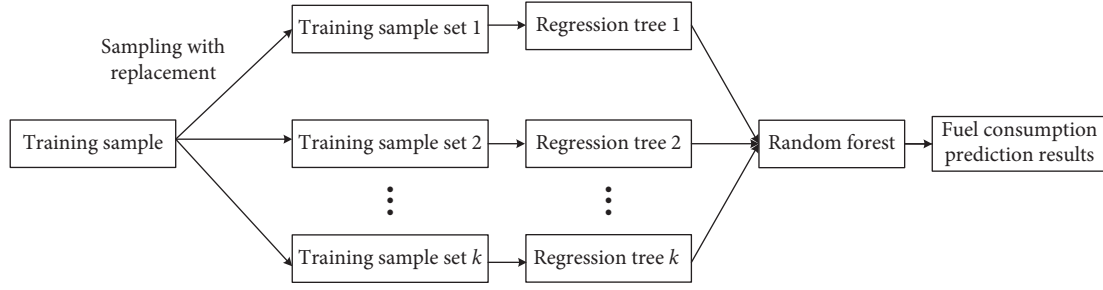 Sampling with
replacement
Training sample
Training sample set 1
Regression tree 1
Training sample set 2
Regression tree 2
Training sample set k
Regression tree k
Random forest
Fuel consumption
prediction results